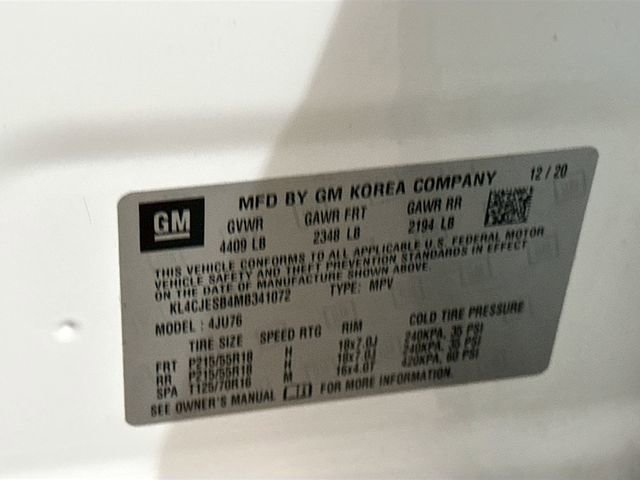 MFD BY GM KOREA COMPANY 12/20
GM
GVWR GAWR FRT GAWR RR
4409 LB 2348 LB 2194 LB
THIS VEHICLE CONFORMS TO ALL APPLICABLE U.S. FEDERAL MOTOR
VEHICLE SAFETY AND THEFT PREVENTION STANDARDS IN EFFECT
ON THE DATE OF MANUFACTURE SHOWN ABOVE.
KL4CJESB4MB341072 TYPE: MPV
MODEL: 4JU76
TIRE SIZE SPEED RTG RIM COLD TIRE PRESSURE
FRT P215/55R18 H 18x7.0J 240KPA, 35 PSI
RR P215/55R18 H 18x7.0J 240KPA, 35 PSI
SPA T125/70R16 M 16x4.0T 420KPA, 60 PSI
SEE OWNER'S MANUAL FOR MORE INFORMATION.